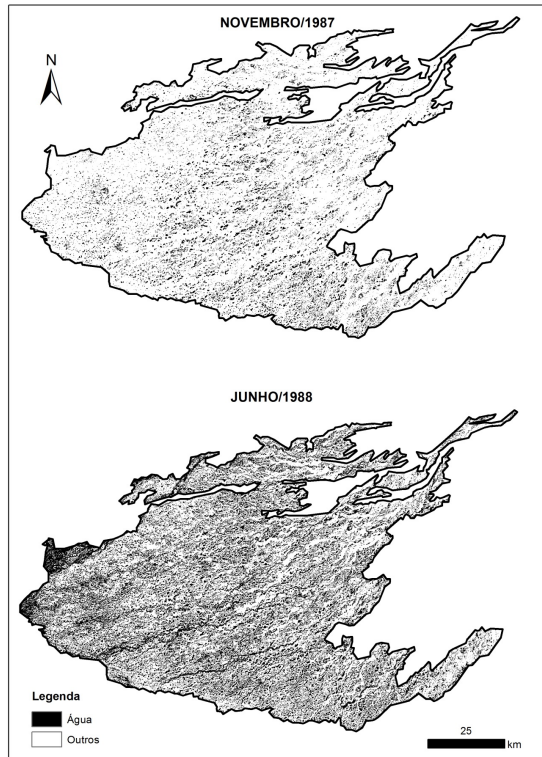 NOVEMBRO/1987
N
JUNHO/1988
Legenda
Água
Outros
25
km